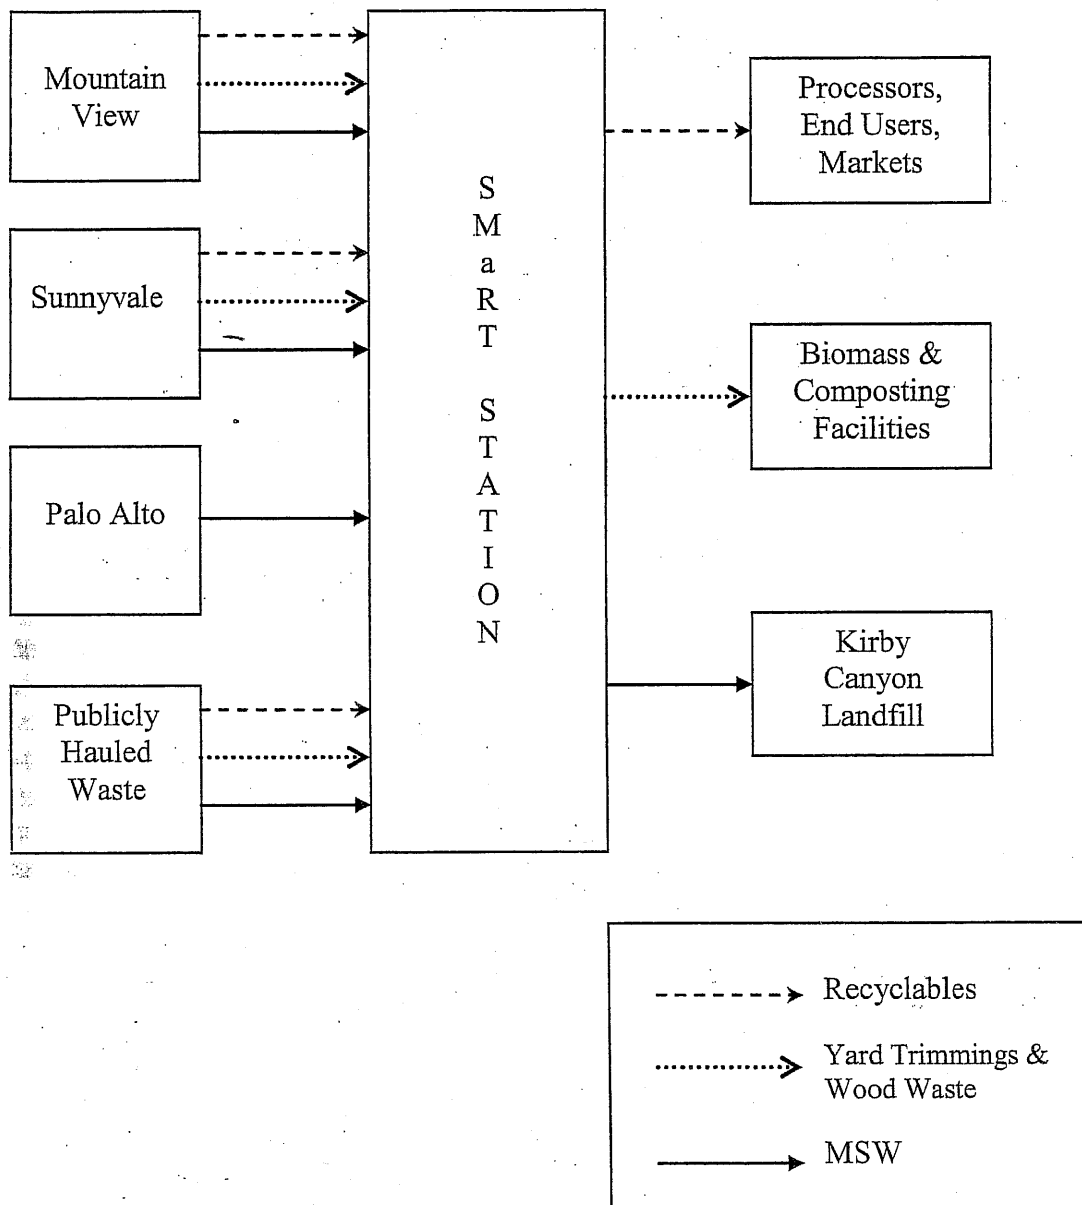 Mountain
View
Sunnyvale
Palo Alto
Publicly
Hauled
Waste
S
M
a
R
T
S
T
A
T
I
O
N
Processors,
End Users,
Markets
Biomass &
Composting
Facilities
Kirby
Canyon
Landfill
Recyclables
Yard Trimmings &
Wood Waste
MSW